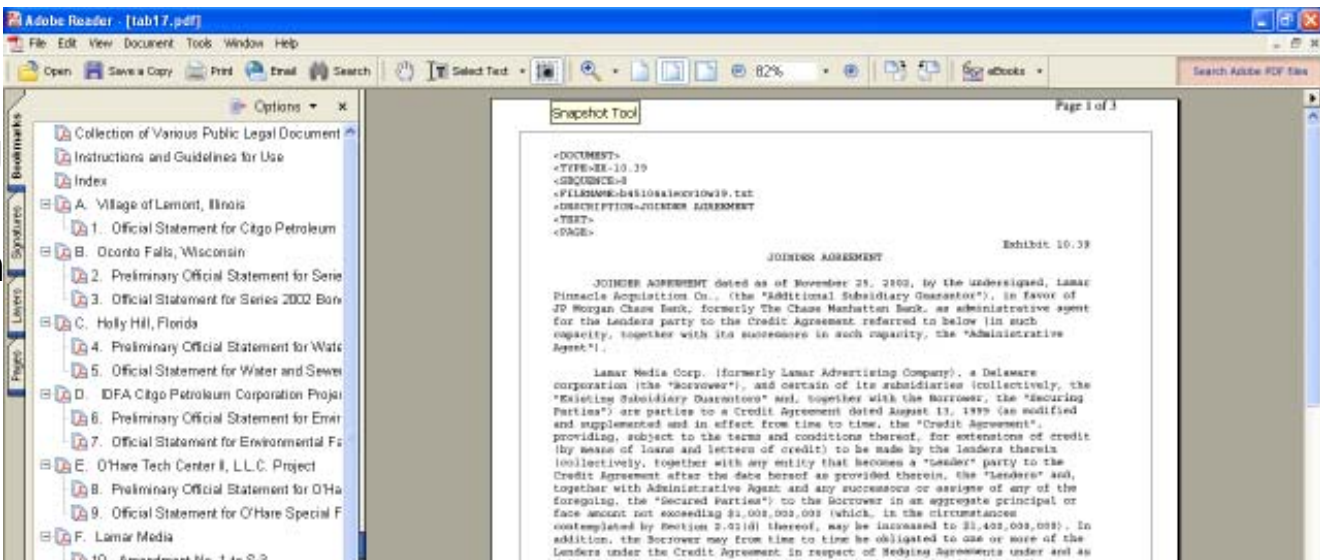 Adobe Reader - [tab17.pdf]
File Edit View Document Tools Window Help
Open Save a Copy Print Email Search Select Text 82% eBooks Search Adobe PDF files
Options
Bookmarks
Signatures
Layers
Pages
Collection of Various Public Legal Document
Instructions and Guidelines for Use
Index
A. Village of Lemont, Illinois
1. Official Statement for Citgo Petroleum
B. Oconto Falls, Wisconsin
2. Preliminary Official Statement for Serie
3. Official Statement for Series 2002 Bon
C. Holly Hill, Florida
4. Preliminary Official Statement for Wate
5. Official Statement for Water and Sewer
D. IDFA Citgo Petroleum Corporation Projec
6. Preliminary Official Statement for Envir
7. Official Statement for Environmental Fa
E. O'Hare Tech Center II, L.L.C. Project
8. Preliminary Official Statement for O'Ha
9. Official Statement for O'Hare Special F
F. Lamar Media
10. Amendment No. 1 to S-3
Snapshot Tool
Page 1 of 3
<DOCUMENT>
<TYPE>EX-10.39
<SEQUENCE>8
<FILENAME>b45106a1exv10w39.txt
<DESCRIPTION>JOINDER AGREEMENT
<TEXT>
<PAGE>
Exhibit 10.39
JOINDER AGREEMENT
JOINDER AGREEMENT dated as of November 25, 2002, by the undersigned, Lamar
Pinnacle Acquisition Co., (the "Additional Subsidiary Guarantor"), in favor of
JP Morgan Chase Bank, formerly The Chase Manhattan Bank, as administrative agent
for the Lenders party to the Credit Agreement referred to below (in such
capacity, together with its successors in such capacity, the "Administrative
Agent").
Lamar Media Corp. (formerly Lamar Advertising Company), a Delaware
corporation (the "Borrower"), and certain of its subsidiaries (collectively, the
"Existing Subsidiary Guarantors" and, together with the Borrower, the "Securing
Parties") are parties to a Credit Agreement dated August 13, 1999 (as modified
and supplemented and in effect from time to time, the "Credit Agreement",
providing, subject to the terms and conditions thereof, for extensions of credit
(by means of loans and letters of credit) to be made by the lenders therein
(collectively, together with any entity that becomes a "Lender" party to the
Credit Agreement after the date hereof as provided therein, the "Lenders" and,
together with Administrative Agent and any successors or assigns of any of the
foregoing, the "Secured Parties") to the Borrower in an aggregate principal or
face amount not exceeding $1,000,000,000 (which, in the circumstances
contemplated by Section 2.01(d) thereof, may be increased to $1,400,000,000). In
addition, the Borrower may from time to time be obligated to one or more of the
Lenders under the Credit Agreement in respect of Hedging Agreements under and as